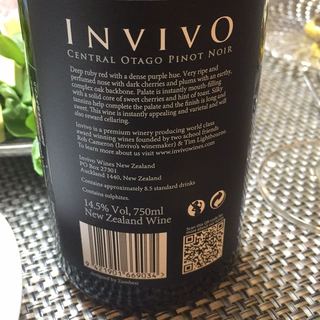 INVIVO
CENTRAL OTAGO PINOT NOIR
Deep ruby red with a dense purple hue. Very ripe and
perfumed nose with dark cherries and plums with an earthy,
complex oak backbone. Palate is instantly mouth-filling
with a solid core of sweet cherries and hint of toast. Silky
tannins help complete the palate and the finish is long and
sweet. This wine is instantly appealing and varietal and will
also reward cellaring.
Invivo is a premium winery producing world class
award winning wines founded by two school friends
Rob Cameron (Invivo's winemaker) & Tim Lightbourne.
To learn more about us visit www.invivowines.com
Invivo Wines New Zealand
PO Box 27301
Auckland 1440, New Zealand
Contains approximately 8.5 standard drinks
Contains sulphites.
14.5% Vol, 750ml
New Zealand Wine
669034